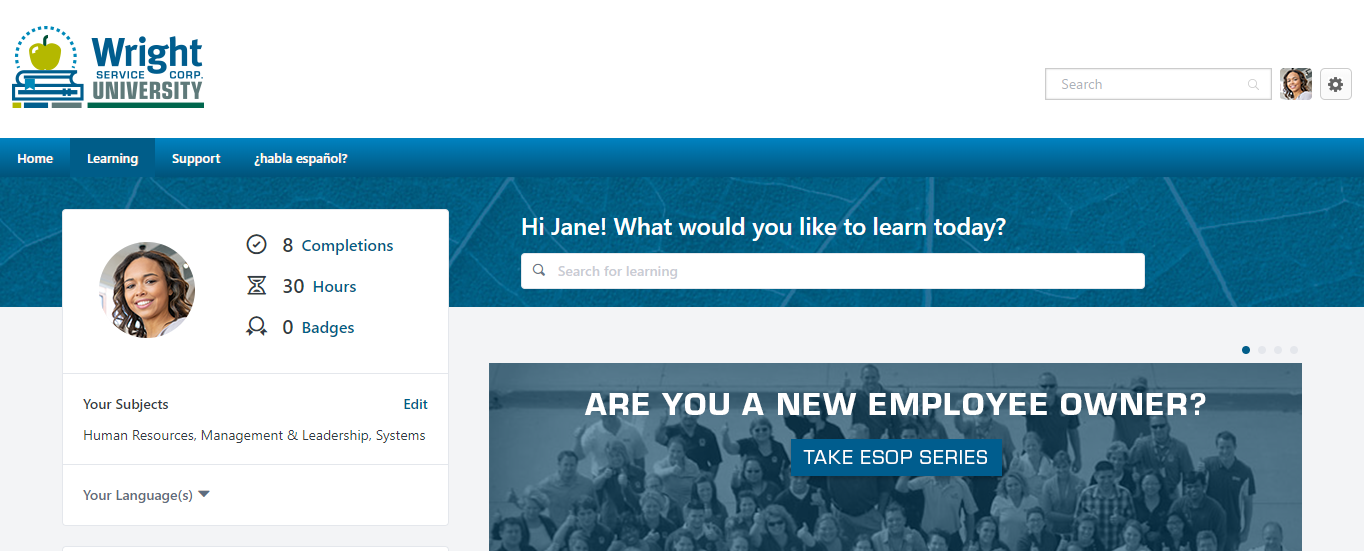 Wright
SERVICE CORP.
UNIVERSITY
Search
Home Learning Support ¿habla español?
8 Completions
30 Hours
0 Badges
Your Subjects Edit
Human Resources, Management & Leadership, Systems
Your Language(s)
Hi Jane! What would you like to learn today?
Search for learning
ARE YOU A NEW EMPLOYEE OWNER?
TAKE ESOP SERIES